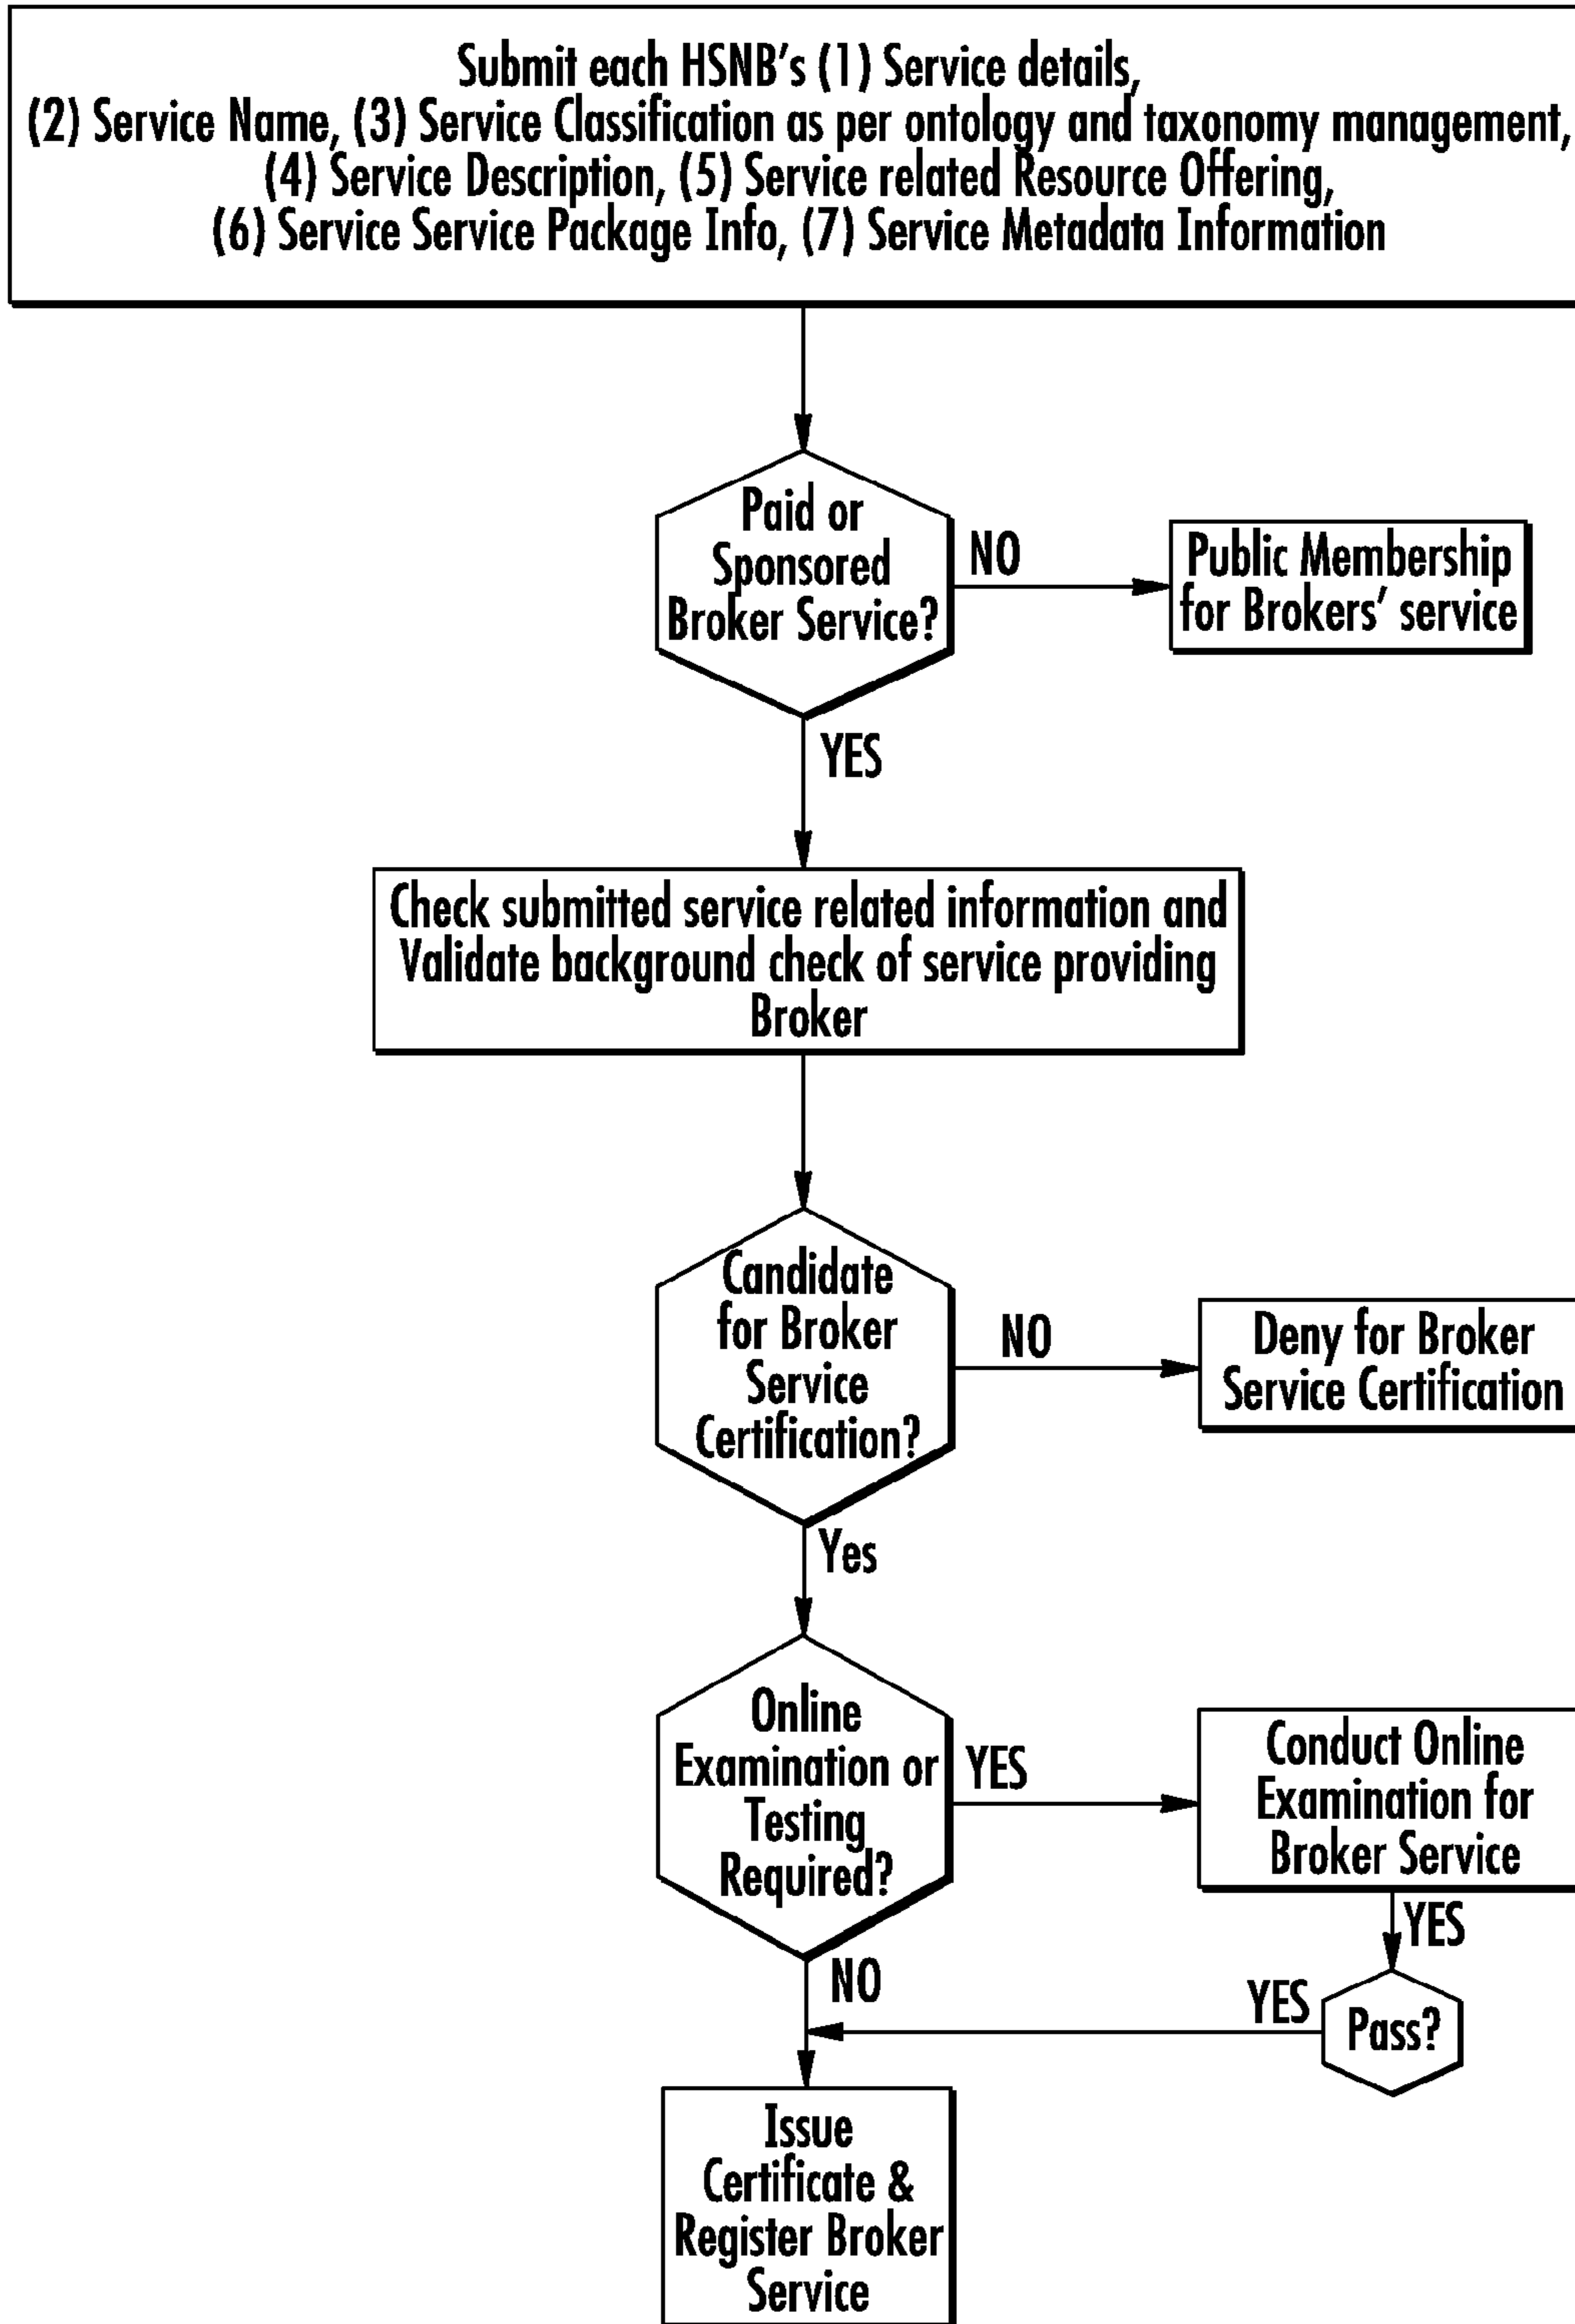 Submit each HSNB's (1) Service details,
(2) Service Name, (3) Service Classification as per ontology and taxonomy management,
(4) Service Description, (5) Service related Resource Offering,
(6) Service Service Package Info, (7) Service Metadata Information
Paid or
Sponsored
Broker Service?
NO
Public Membership
for Brokers' service
YES
Check submitted service related information and
Validate background check of service providing
Broker
Candidate
for Broker
Service
Certification?
NO
Deny for Broker
Service Certification
Yes
Online
Examination or
Testing
Required?
YES
Conduct Online
Examination for
Broker Service
YES
NO
YES
Pass?
Issue
Certificate &
Register Broker
Service